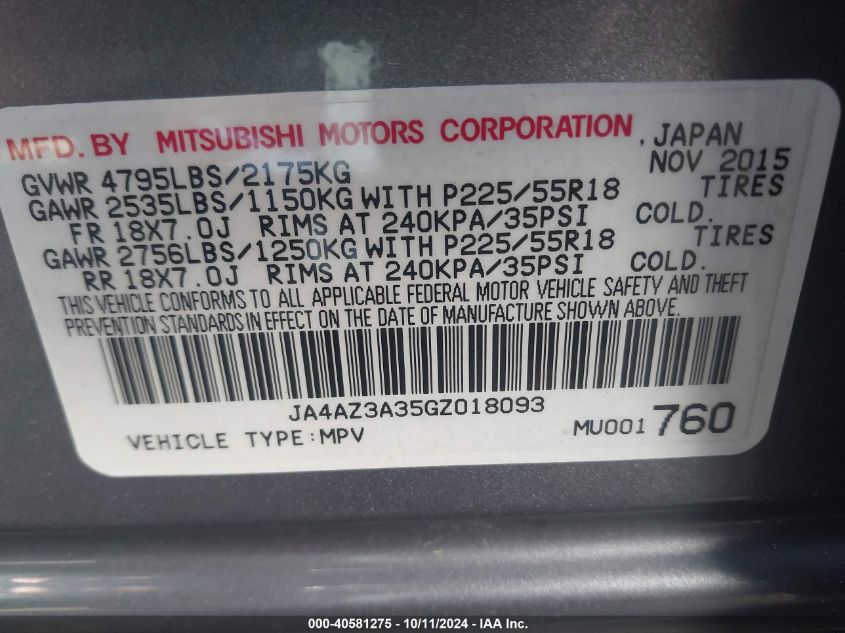 MFD. BY MITSUBISHI MOTORS CORPORATION, JAPAN
GVWR 4795LBS/2175KG NOV 2015
GAWR 2535LBS/1150KG WITH P225/55R18 TIRES
FR 18X7.0J RIMS AT 240KPA/35PSI COLD.
GAWR 2756LBS/1250KG WITH P225/55R18 TIRES
RR 18X7.0J RIMS AT 240KPA/35PSI COLD.
THIS VEHICLE CONFORMS TO ALL APPLICABLE FEDERAL MOTOR VEHICLE SAFETY AND THEFT
PREVENTION STANDARDS IN EFFECT ON THE DATE OF MANUFACTURE SHOWN ABOVE.
JA4AZ3A35GZ018093
VEHICLE TYPE:MPV MU001 760
000-40581275 - 10/11/2024 - © IAA, Inc.